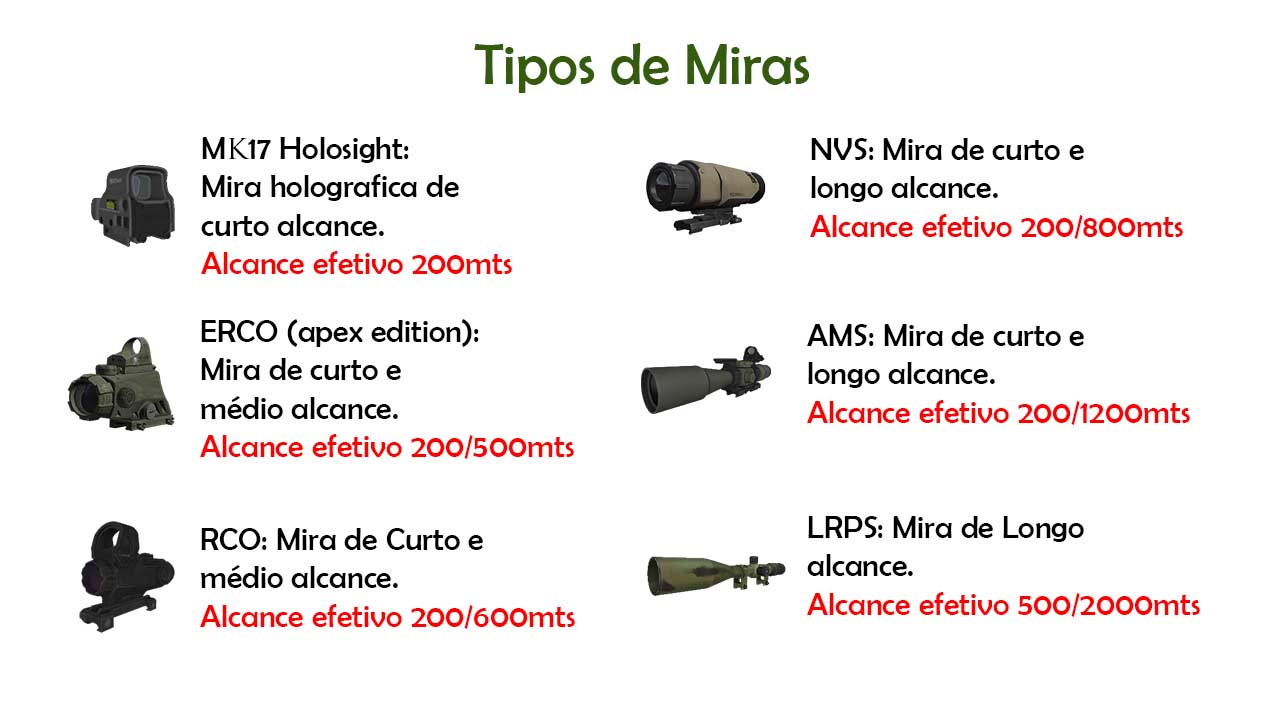 Tipos de Miras
MK17 Holosight:
Mira holografica de
curto alcance.
Alcance efetivo 200mts
ERCO (apex edition):
Mira de curto e
médio alcance.
Alcance efetivo 200/500mts
RCO: Mira de Curto e
médio alcance.
Alcance efetivo 200/600mts
NVS: Mira de curto e
longo alcance.
Alcance efetivo 200/800mts
AMS: Mira de curto e
longo alcance.
Alcance efetivo 200/1200mts
LRPS: Mira de Longo
alcance.
Alcance efetivo 500/2000mts